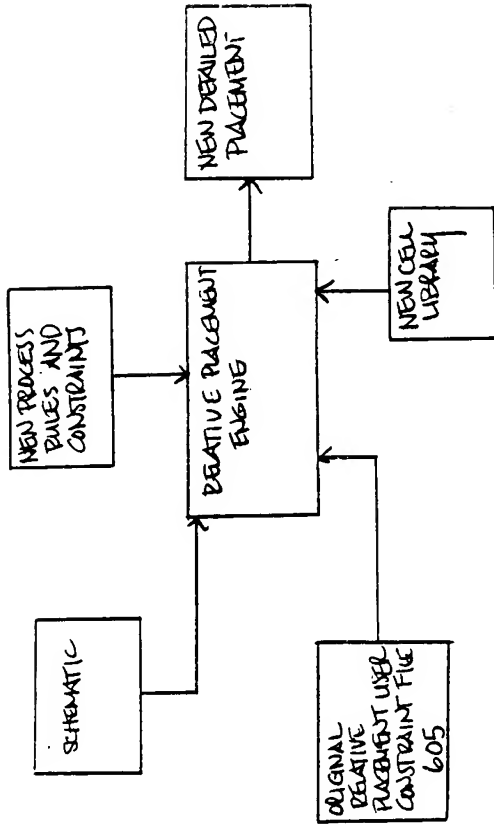 SCHEMATIC
NEW PROCESS
RULES AND
CONSTRAINTS
RELATIVE PLACEMENT
ENGINE
NEW DETAILED
PLACEMENT
ORIGINAL
RELATIVE
PLACEMENT USER
CONSTRAINT FILE
605
NEW CELL
LIBRARY